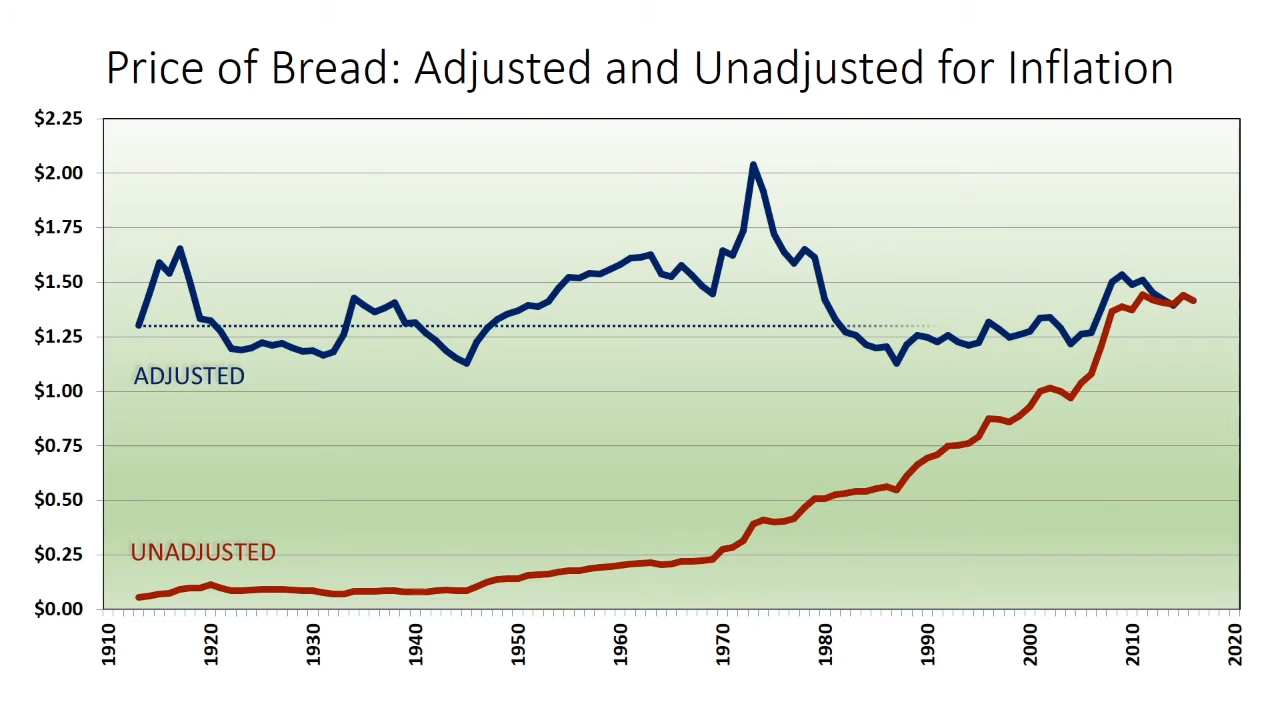 Price of Bread: Adjusted and Unadjusted for Inflation
$2.25
$2.00
$1.75
$1.50
$1.25
ADJUSTED
$1.00
$0.75
$0.50
UNADJUSTED
$0.25
$0.00
1910 1920 1930 1940 1950 1960 1970 1980 1990 2000 2010 2020